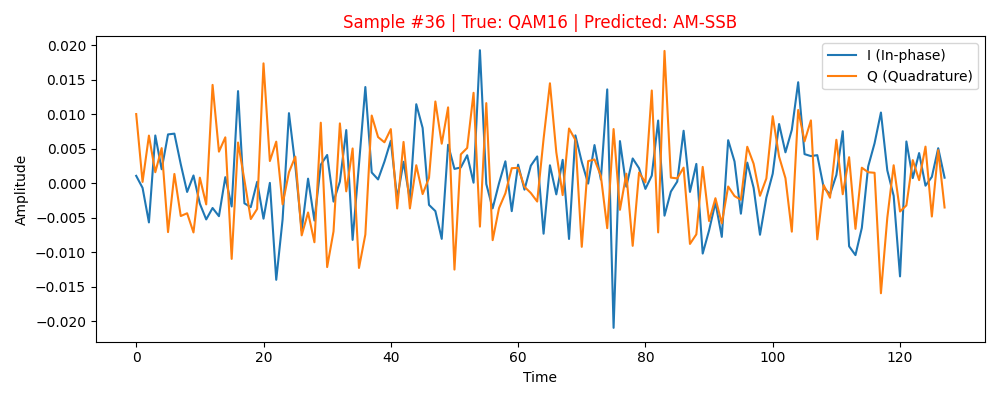 Sample #36 | True: QAM16 | Predicted: AM-SSB
I (In-phase)
Q (Quadrature)
Amplitude
0.020
0.015
0.010
0.005
0.000
−0.005
−0.010
−0.015
−0.020
0 20 40 60 80 100 120
Time